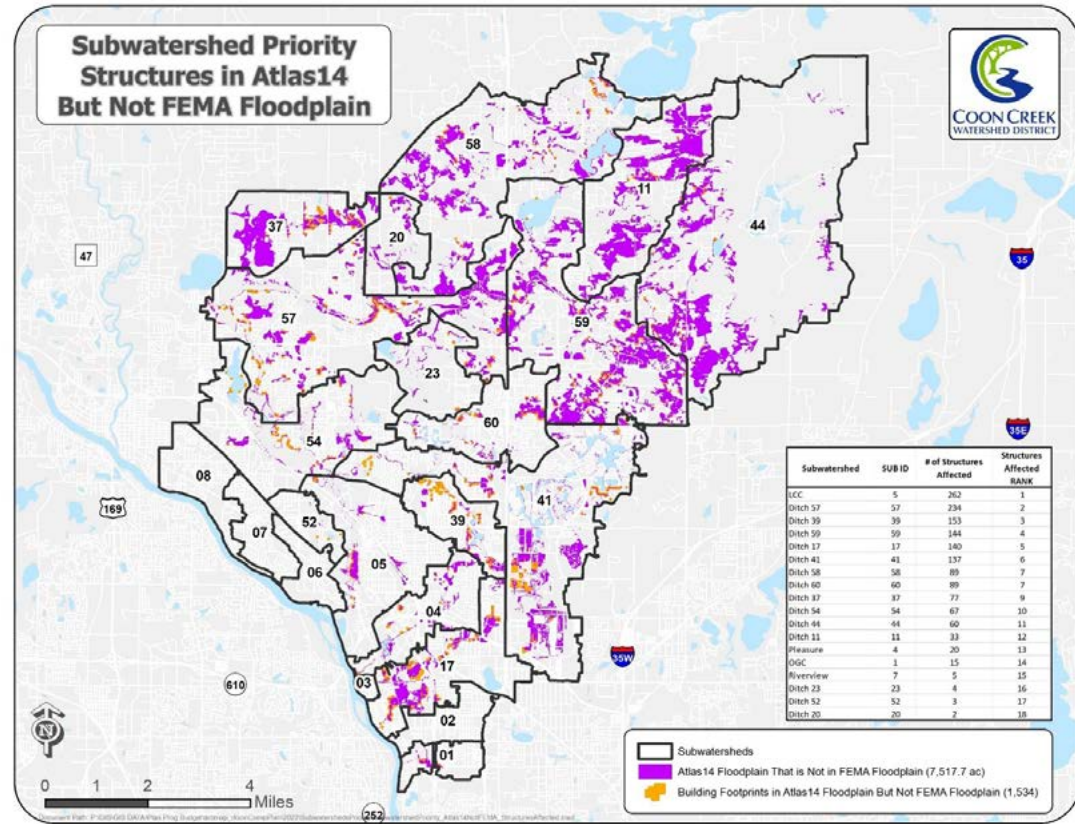 Subwatershed Priority
Structures in Atlas14
But Not FEMA Floodplain
COON CREEK
WATERSHED DISTRICT
58
11
44
37
20
47
35
57
59
23
60
54
35E
08
41
169
52
39
07
05
06
04
35W
17
03
610
02
01
252
N
0 2 4
Miles
Subwatershed SUB ID # of Structures Affected Structures Affected RANK
LCC 5 262 1
Ditch 57 57 234 2
Ditch 39 39 153 3
Ditch 59 59 144 4
Ditch 17 17 140 5
Ditch 41 41 137 6
Ditch 58 58 89 7
Ditch 60 60 89 7
Ditch 37 37 77 9
Ditch 54 54 67 10
Ditch 44 44 60 11
Ditch 11 11 33 12
Pleasure 4 20 13
OGC 1 15 14
Riverview 7 5 15
Ditch 23 23 4 16
Ditch 52 52 3 17
Ditch 20 20 2 18
Subwatersheds
Atlas14 Floodplain That is Not in FEMA Floodplain (7,517.7 ac)
Building Footprints in Atlas14 Floodplain But Not FEMA Floodplain (1,534)